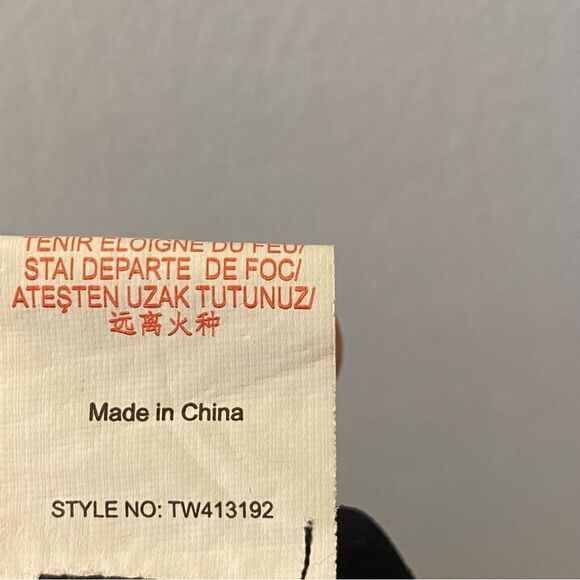 TENIR ELOIGNE DU FEU/
STAI DEPARTE DE FOC/
ATEŞTEN UZAK TUTUNUZ/
远离火种
Made in China
STYLE NO: TW413192